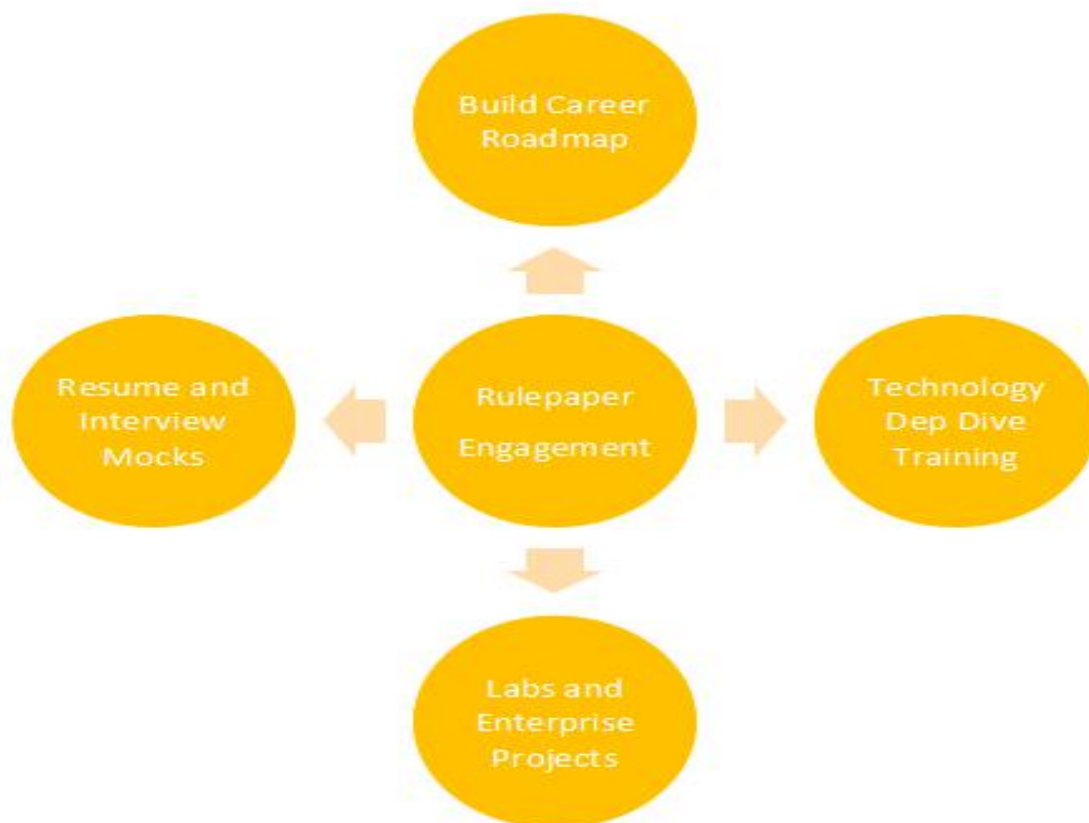 Build Career
Roadmap
Resume and
Interview
Mocks
Rulepaper
Engagement
Technology
Dep Dive
Training
Labs and
Enterprise
Projects